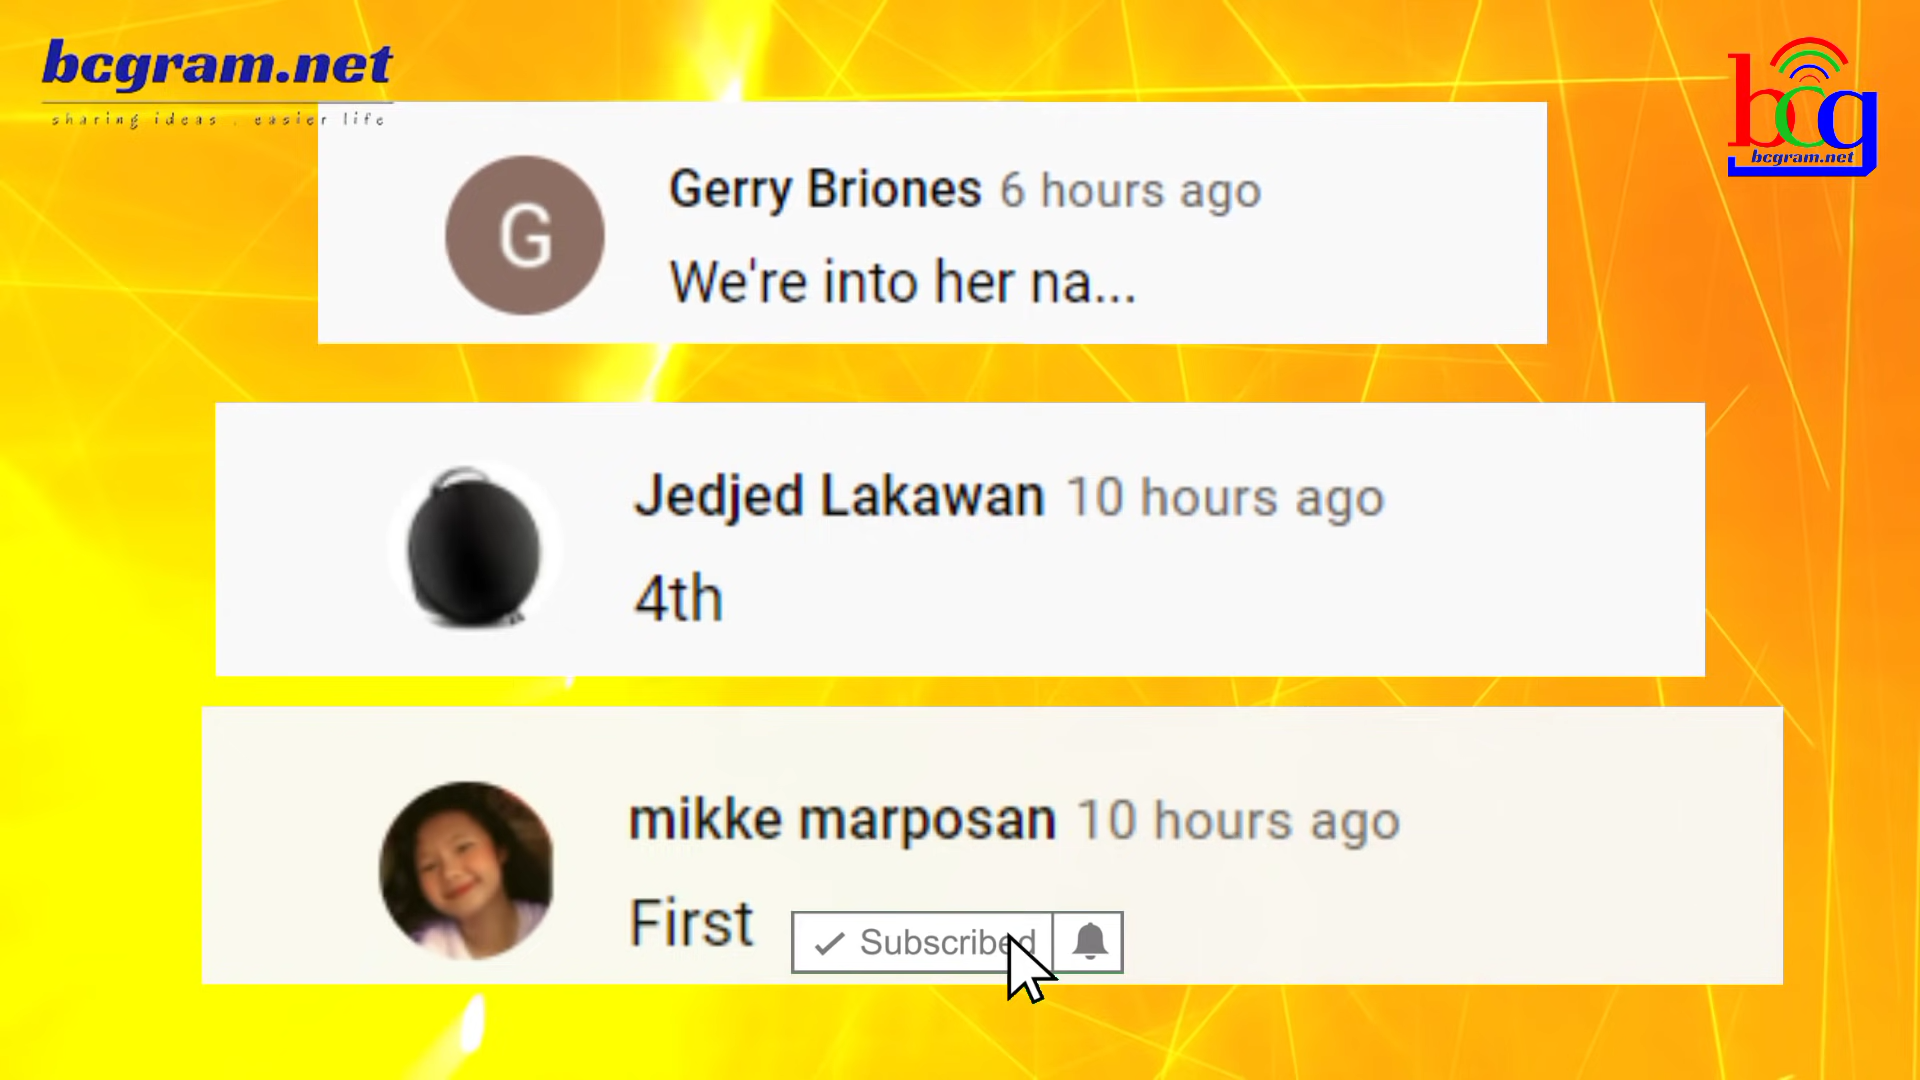 bcgram.net
sharing ideas . easier life
bcg
bcgram.net
G
Gerry Briones 6 hours ago
We're into her na...
Jedjed Lakawan 10 hours ago
4th
mikke marposan 10 hours ago
First
Subscribed